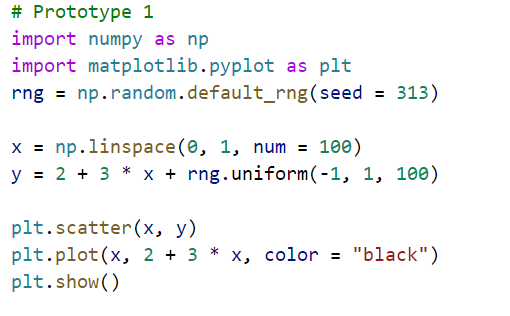 # Prototype 1
import numpy as np
import matplotlib.pyplot as plt
rng = np.random.default_rng(seed = 313)

x = np.linspace(0, 1, num = 100)
y = 2 + 3 * x + rng.uniform(-1, 1, 100)

plt.scatter(x, y)
plt.plot(x, 2 + 3 * x, color = "black")
plt.show()